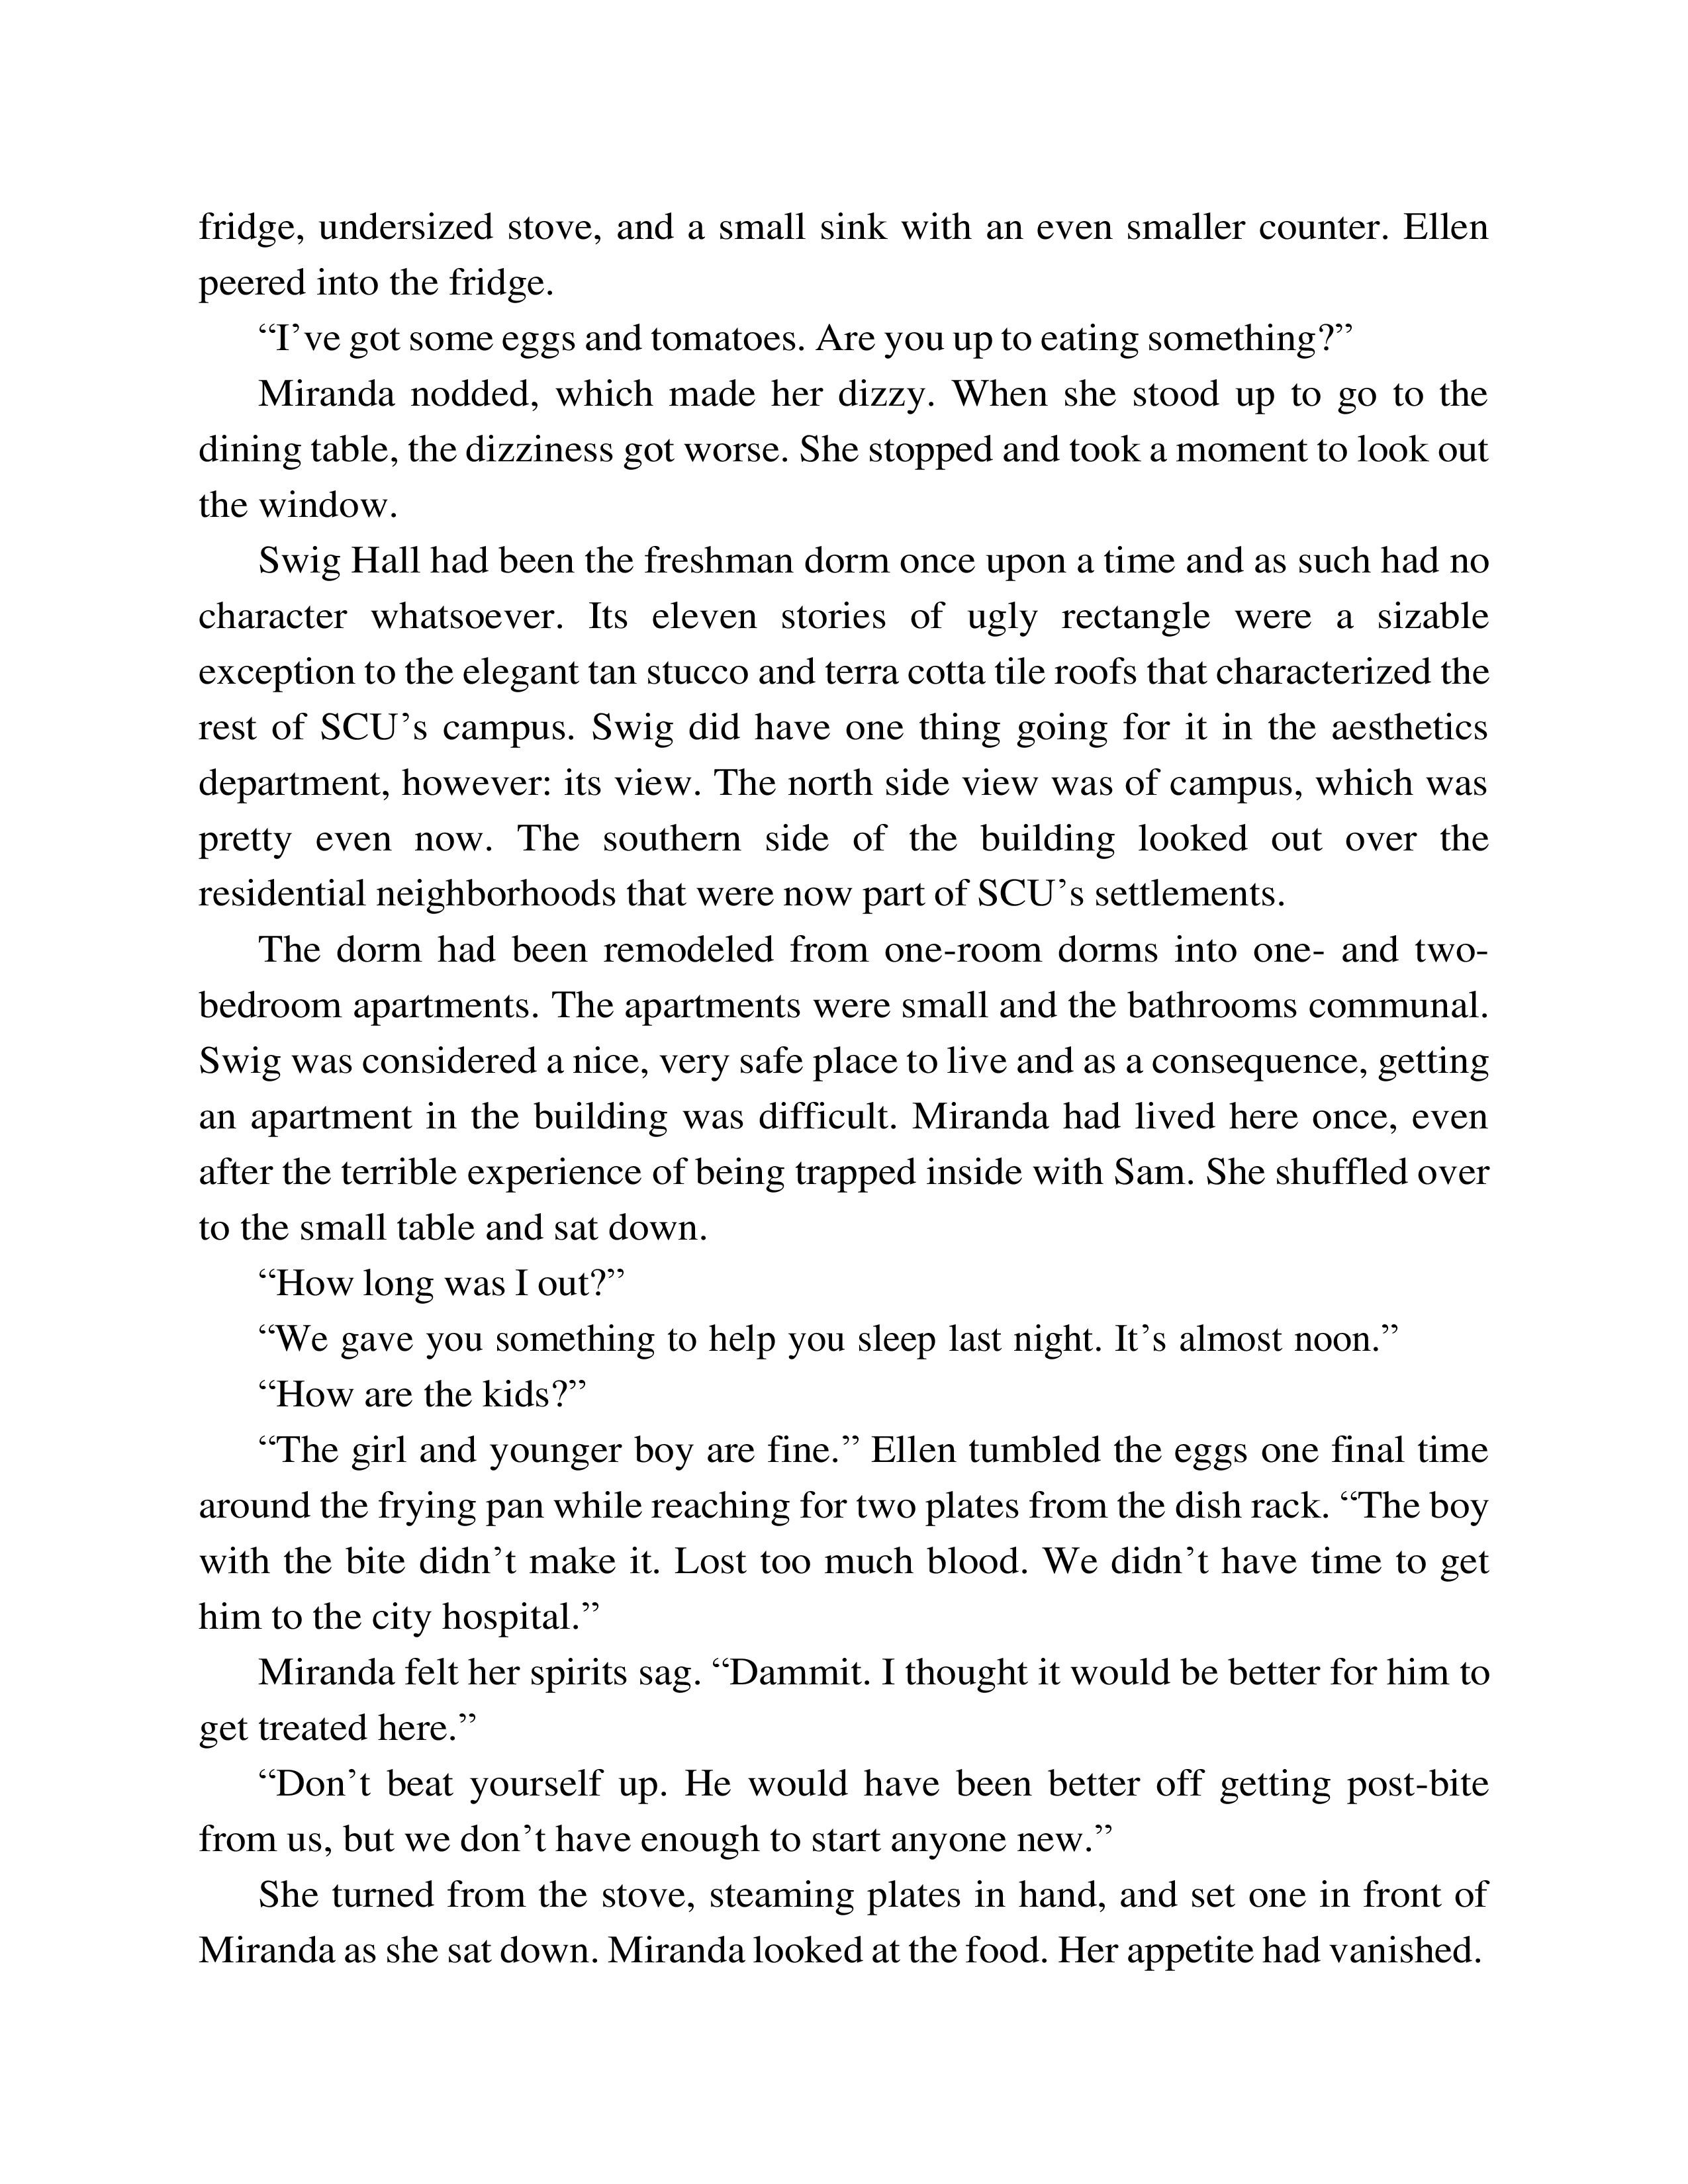 fridge, undersized stove, and a small sink with an even smaller counter. Ellen
peered into the fridge.
“I’ve got some eggs and tomatoes. Are you up to eating something?”
Miranda nodded, which made her dizzy. When she stood up to go to the
dining table, the dizziness got worse. She stopped and took a moment to look out
the window.
Swig Hall had been the freshman dorm once upon a time and as such had no
character whatsoever. Its eleven stories of ugly rectangle were a sizable
exception to the elegant tan stucco and terra cotta tile roofs that characterized the
rest of SCU’s campus. Swig did have one thing going for it in the aesthetics
department, however: its view. The north side view was of campus, which was
pretty even now. The southern side of the building looked out over the
residential neighborhoods that were now part of SCU’s settlements.
The dorm had been remodeled from one-room dorms into one- and two-
bedroom apartments. The apartments were small and the bathrooms communal.
Swig was considered a nice, very safe place to live and as a consequence, getting
an apartment in the building was difficult. Miranda had lived here once, even
after the terrible experience of being trapped inside with Sam. She shuffled over
to the small table and sat down.
“How long was I out?”
“We gave you something to help you sleep last night. It’s almost noon.”
“How are the kids?”
“The girl and younger boy are fine.” Ellen tumbled the eggs one final time
around the frying pan while reaching for two plates from the dish rack. “The boy
with the bite didn’t make it. Lost too much blood. We didn’t have time to get
him to the city hospital.”
Miranda felt her spirits sag. “Dammit. I thought it would be better for him to
get treated here.”
“Don’t beat yourself up. He would have been better off getting post-bite
from us, but we don’t have enough to start anyone new.”
She turned from the stove, steaming plates in hand, and set one in front of
Miranda as she sat down. Miranda looked at the food. Her appetite had vanished.